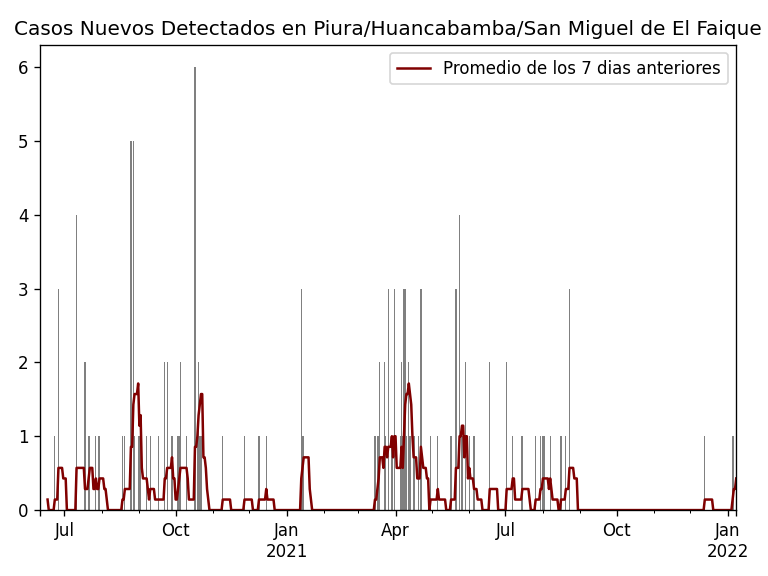 Casos Nuevos Detectados en Piura/Huancabamba/San Miguel de El Faique
Promedio de los 7 dias anteriores
6
5
4
3
2
1
0
Jul Oct Jan Apr Jul Oct Jan
2021 2022